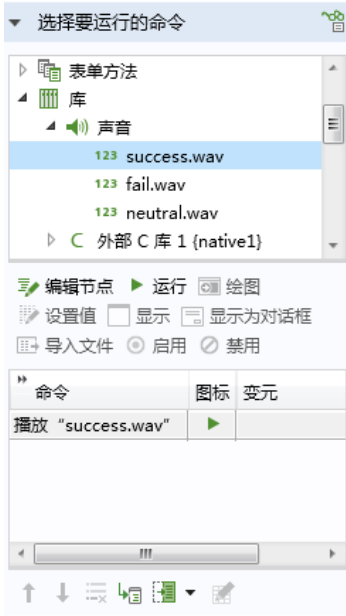 选择要运行的命令
表单方法
库
声音
123 success.wav
123 fail.wav
123 neutral.wav
C 外部 C 库 1 {native1}
编辑节点 运行 绘图
设置值 显示 显示为对话框
导入文件 启用 禁用
命令 图标 变元
播放 “success.wav”